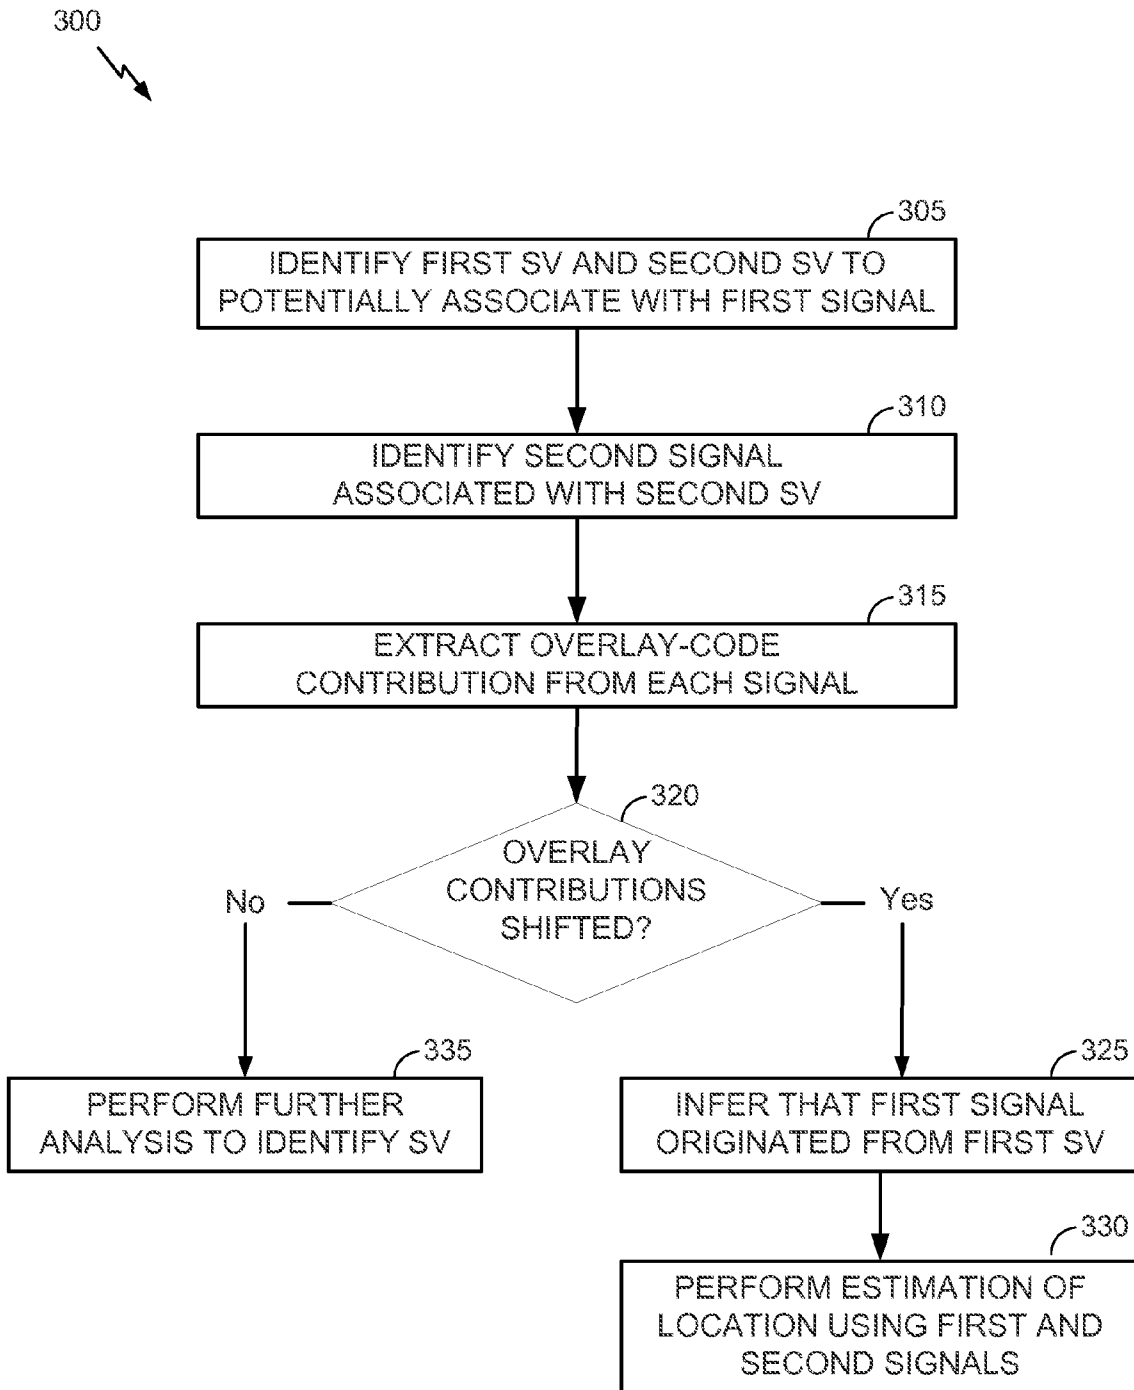 300
305
IDENTIFY FIRST SV AND SECOND SV TO
POTENTIALLY ASSOCIATE WITH FIRST SIGNAL
310
IDENTIFY SECOND SIGNAL
ASSOCIATED WITH SECOND SV
315
EXTRACT OVERLAY-CODE
CONTRIBUTION FROM EACH SIGNAL
320
OVERLAY
CONTRIBUTIONS
SHIFTED?
No
Yes
335
PERFORM FURTHER
ANALYSIS TO IDENTIFY SV
325
INFER THAT FIRST SIGNAL
ORIGINATED FROM FIRST SV
330
PERFORM ESTIMATION OF
LOCATION USING FIRST AND
SECOND SIGNALS